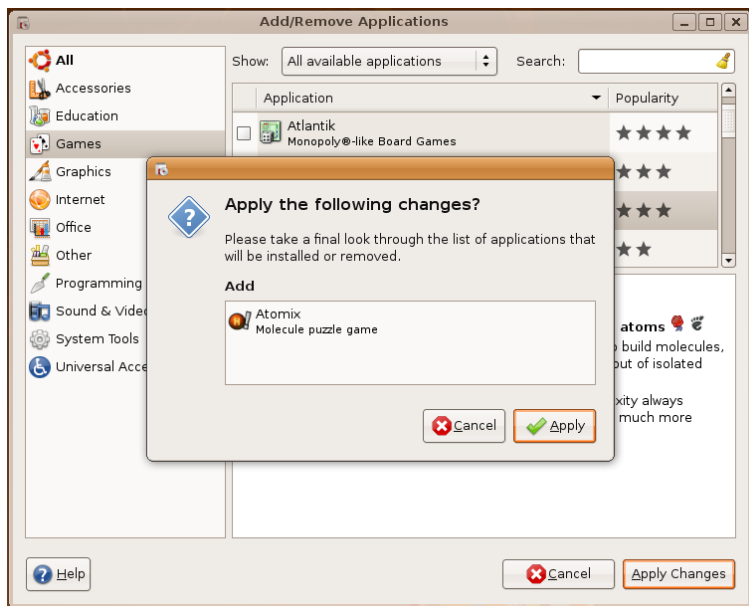 Add/Remove Applications
All
Accessories
Education
Games
Graphics
Internet
Office
Other
Programming
Sound & Video
System Tools
Universal Acce
Show:
All available applications
Search:
Application
Popularity
Atlantik
Monopoly®-like Board Games
Apply the following changes?
Please take a final look through the list of applications that
will be installed or removed.
Add
Atomix
Molecule puzzle game
Cancel
Apply
atoms
build molecules,
out of isolated
xity always
much more
Help
Cancel
Apply Changes